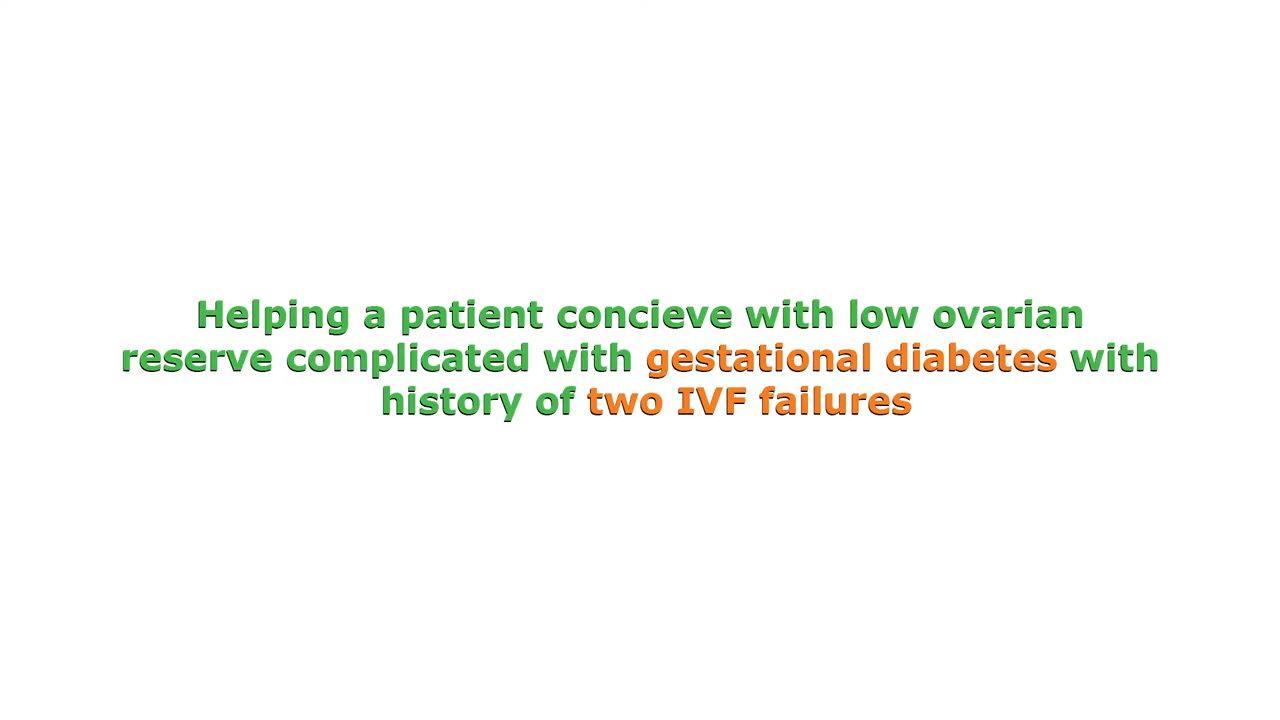 Helping a patient concieve with low ovarian
reserve complicated with gestational diabetes with
history of two IVF failures